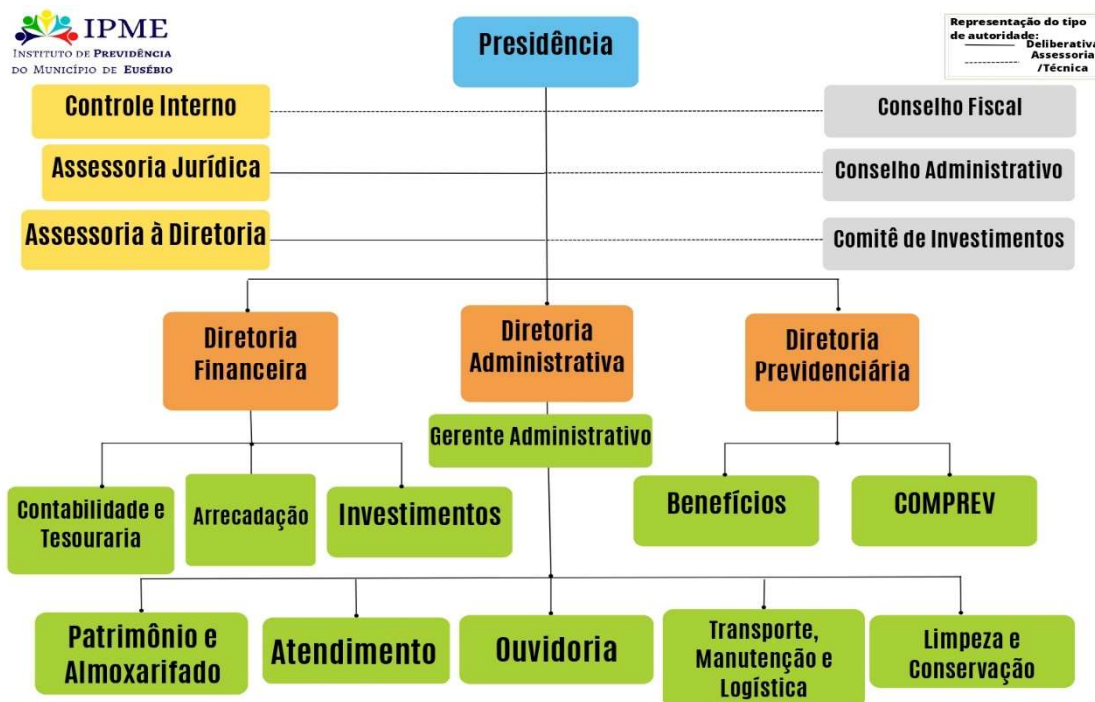 IPME
INSTITUTO DE PREVIDÊNCIA
DO MUNICÍPIO DE EUSÉBIO
Presidência
Representação do tipo
de autoridade:
Deliberativa
Assessoria
/Técnica
Controle Interno
Conselho Fiscal
Assessoria Jurídica
Conselho Administrativo
Assessoria à Diretoria
Comitê de Investimentos
Diretoria
Financeira
Diretoria
Administrativa
Diretoria
Previdenciária
Gerente Administrativo
Contabilidade e
Tesouraria
Arrecadação
Investimentos
Benefícios
COMPREV
Patrimônio e
Almoxarifado
Atendimento
Ouvidoria
Transporte,
Manutenção e
Logística
Limpeza e
Conservação